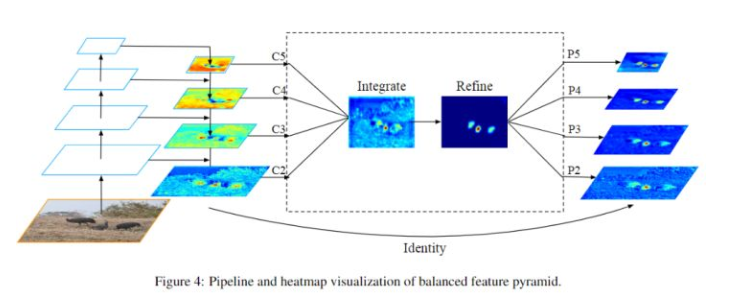 C5
C4
C3
C2
Integrate
Refine
P5
P4
P3
P2
Identity
Figure 4: Pipeline and heatmap visualization of balanced feature pyramid.